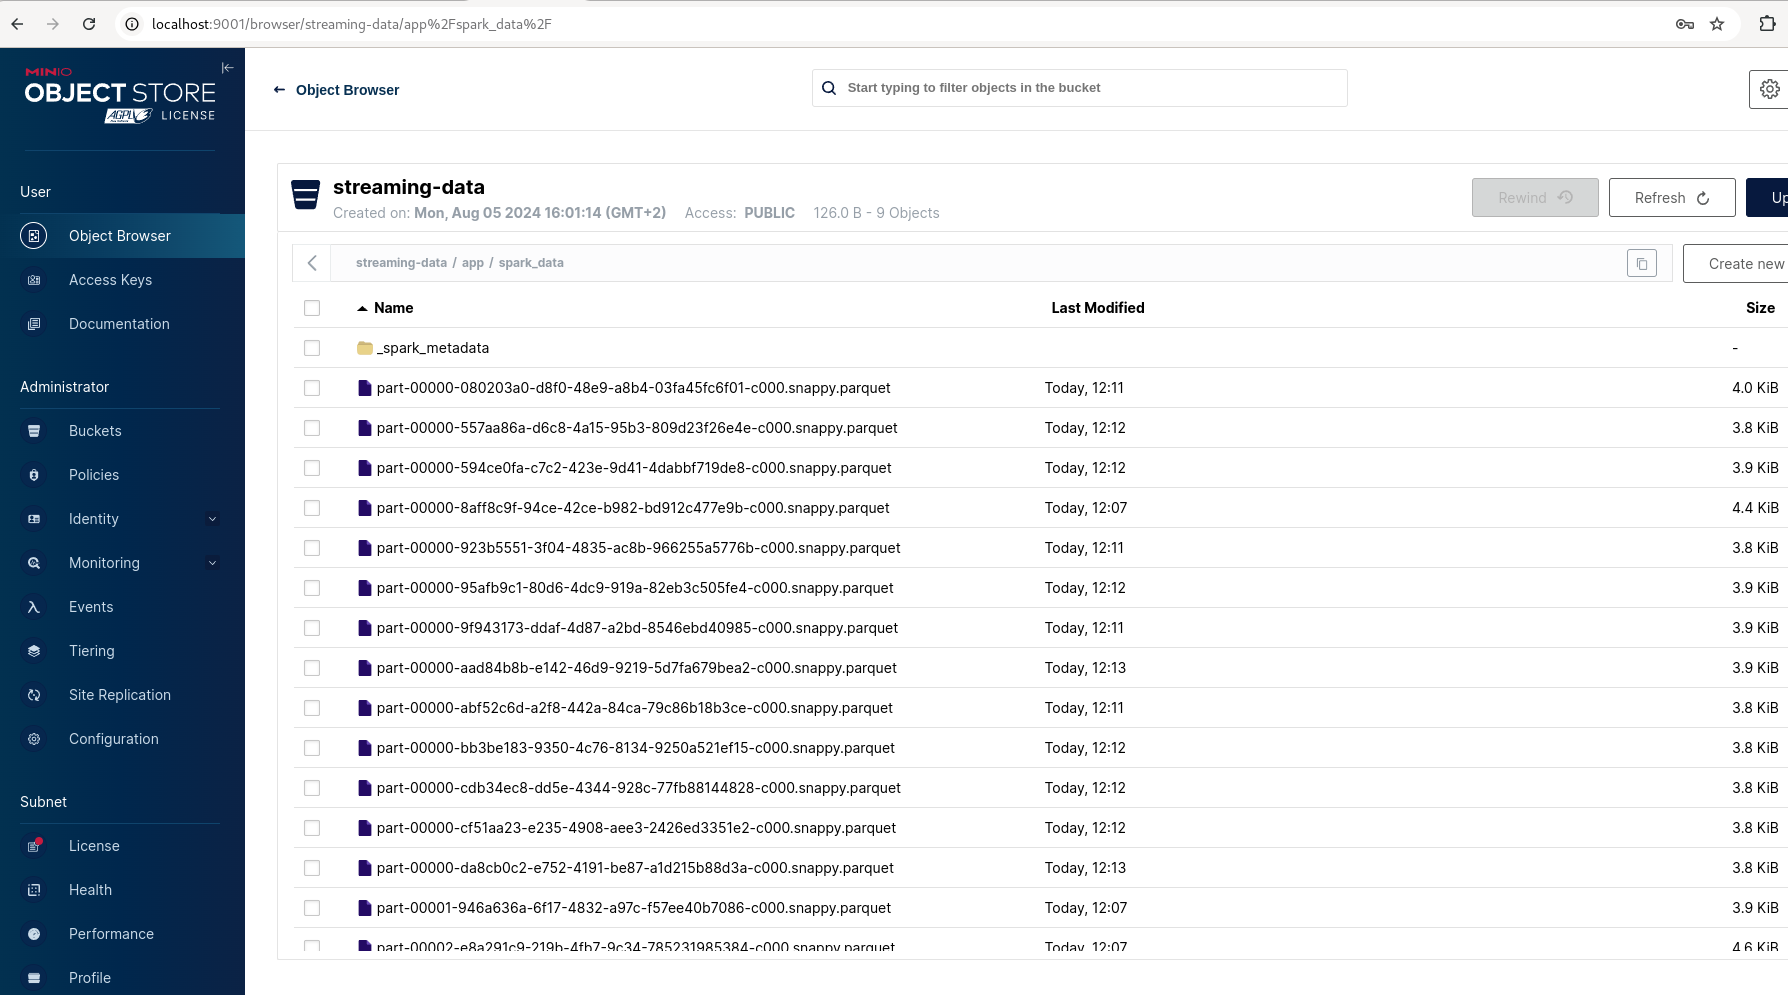 localhost:9001/browser/streaming-data/app%2Fspark_data%2F
MINIO
OBJECT STORE
AGPLv3 LICENSE
Object Browser
Start typing to filter objects in the bucket
User
Object Browser
Access Keys
Documentation
Administrator
Buckets
Policies
Identity
Monitoring
Events
Tiering
Site Replication
Configuration
Subnet
License
Health
Performance
Profile
streaming-data
Created on: Mon, Aug 05 2024 16:01:14 (GMT+2) Access: PUBLIC 126.0 B - 9 Objects
Rewind
Refresh
Up
streaming-data / app / spark_data
Create new
Name Last Modified Size
_spark_metadata -
part-00000-080203a0-d8f0-48e9-a8b4-03fa45fc6f01-c000.snappy.parquet Today, 12:11 4.0 KiB
part-00000-557aa86a-d6c8-4a15-95b3-809d23f26e4e-c000.snappy.parquet Today, 12:12 3.8 KiB
part-00000-594ce0fa-c7c2-423e-9d41-4dabbf719de8-c000.snappy.parquet Today, 12:12 3.9 KiB
part-00000-8aff8c9f-94ce-42ce-b982-bd912c477e9b-c000.snappy.parquet Today, 12:07 4.4 KiB
part-00000-923b5551-3f04-4835-ac8b-966255a5776b-c000.snappy.parquet Today, 12:11 3.8 KiB
part-00000-95afb9c1-80d6-4dc9-919a-82eb3c505fe4-c000.snappy.parquet Today, 12:12 3.9 KiB
part-00000-9f943173-ddaf-4d87-a2bd-8546ebd40985-c000.snappy.parquet Today, 12:11 3.9 KiB
part-00000-aad84b8b-e142-46d9-9219-5d7fa679bea2-c000.snappy.parquet Today, 12:13 3.9 KiB
part-00000-abf52c6d-a2f8-442a-84ca-79c86b18b3ce-c000.snappy.parquet Today, 12:11 3.8 KiB
part-00000-bb3be183-9350-4c76-8134-9250a521ef15-c000.snappy.parquet Today, 12:12 3.8 KiB
part-00000-cdb34ec8-dd5e-4344-928c-77fb88144828-c000.snappy.parquet Today, 12:12 3.8 KiB
part-00000-cf51aa23-e235-4908-aee3-2426ed3351e2-c000.snappy.parquet Today, 12:12 3.8 KiB
part-00000-da8cb0c2-e752-4191-be87-a1d215b88d3a-c000.snappy.parquet Today, 12:13 3.8 KiB
part-00001-946a636a-6f17-4832-a97c-f57ee40b7086-c000.snappy.parquet Today, 12:07 3.9 KiB
part-00002-e8a291c9-219b-4fb7-9c34-785231985384-c000.snappy.parquet Today, 12:07 4.6 KiB